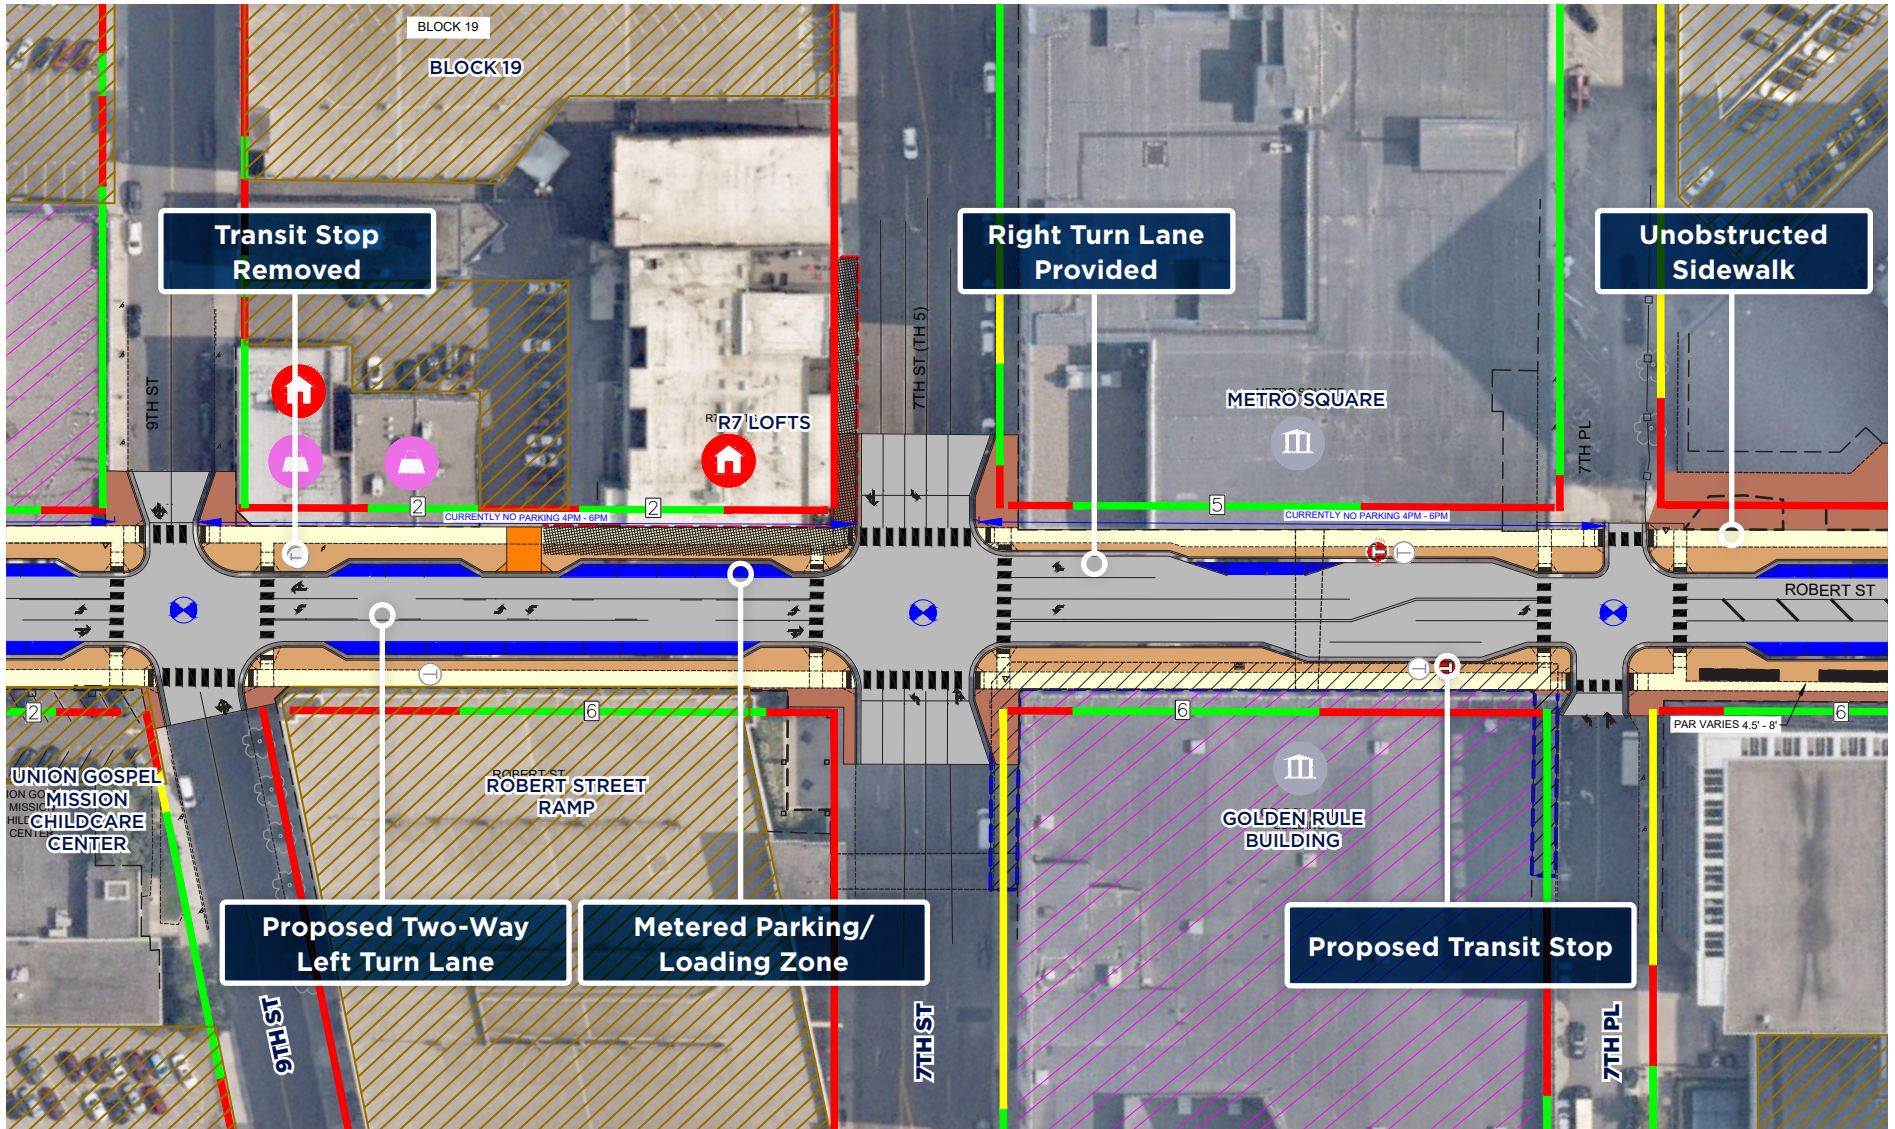 BLOCK 19
BLOCK 19
Transit Stop
Removed
Right Turn Lane
Provided
Unobstructed
Sidewalk
9TH ST
7TH ST (TH 5)
7TH PL
R7 LOFTS
METRO SQUARE
2
2
5
CURRENTLY NO PARKING 4PM - 6PM
CURRENTLY NO PARKING 4PM - 6PM
T
T
T
ROBERT ST
T
T
T
2
6
6
6
PAR VARIES 4.5' - 8'
UNION GOSPEL
MISSION
CHILDCARE
CENTER
ROBERT ST
ROBERT STREET
RAMP
GOLDEN RULE
BUILDING
Proposed Two-Way
Left Turn Lane
Metered Parking/
Loading Zone
Proposed Transit Stop
9TH ST
7TH ST
7TH PL